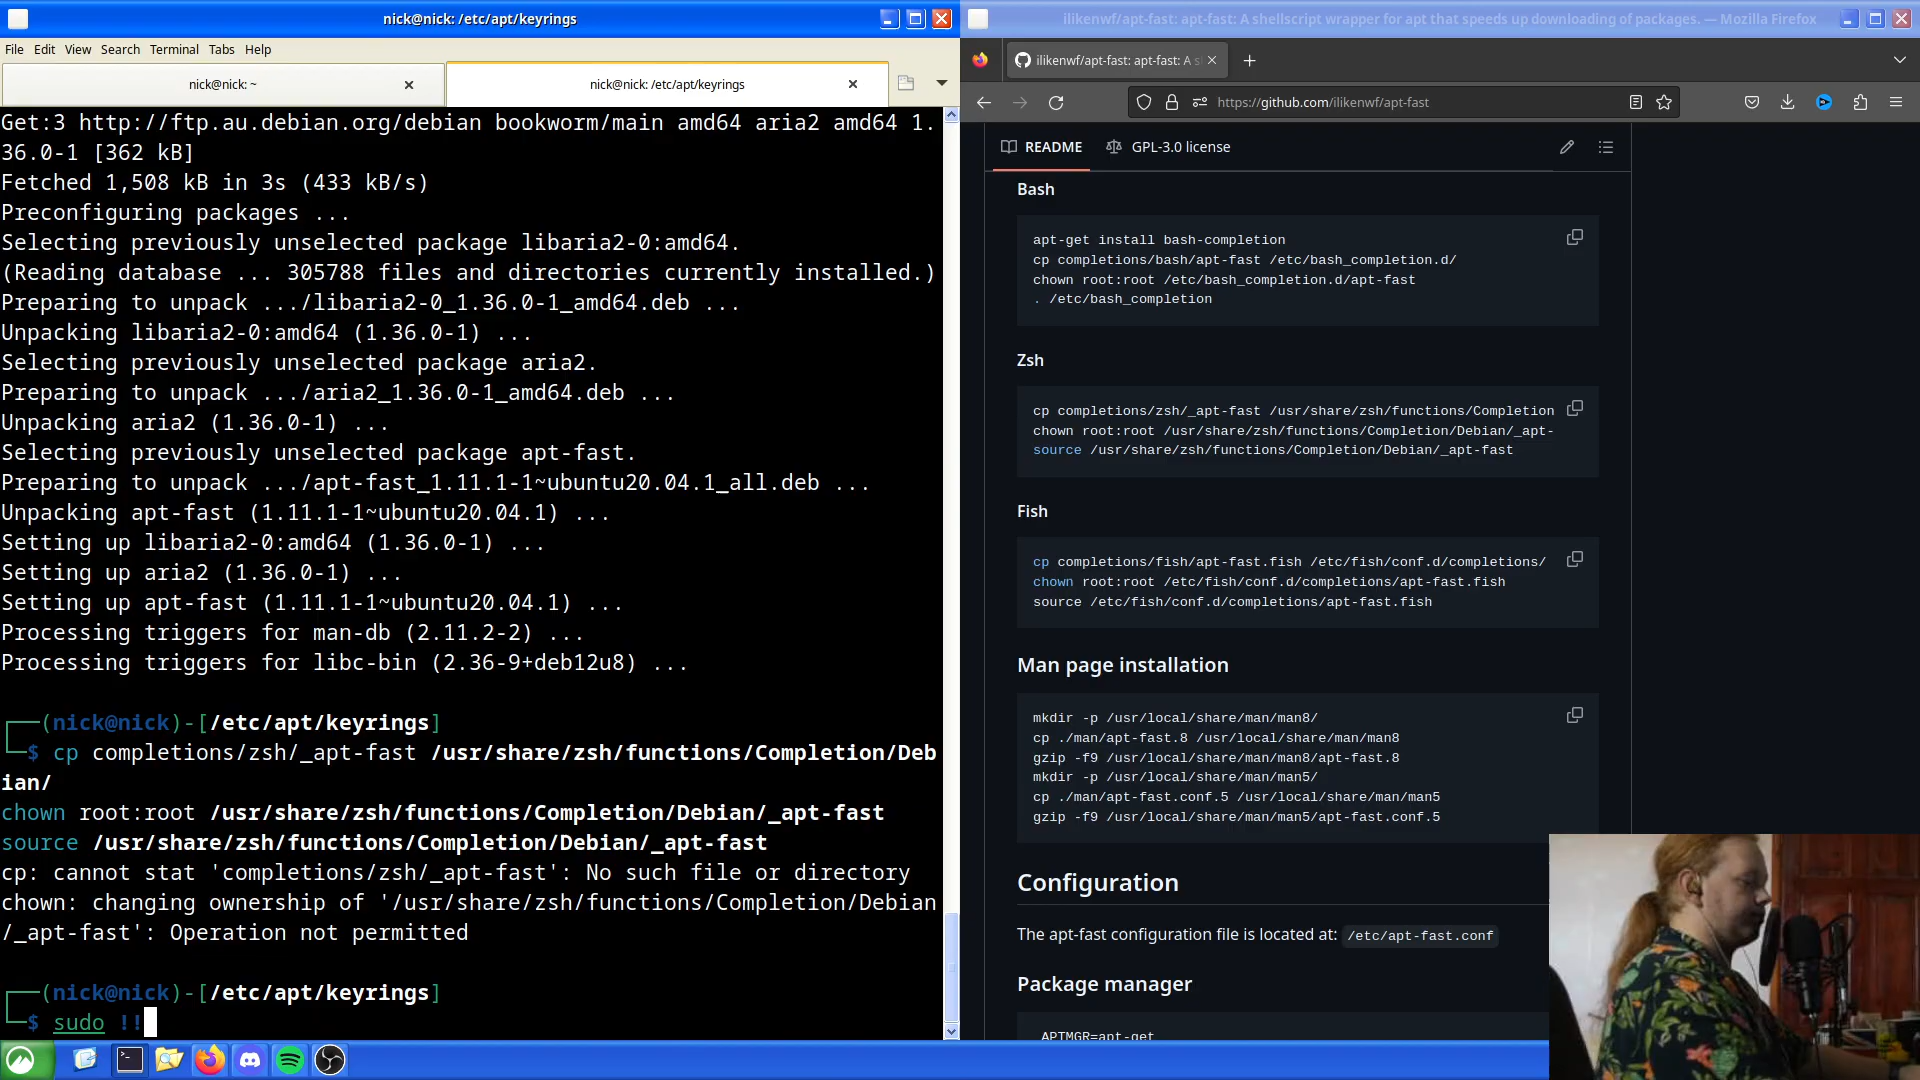 nick@nick: /etc/apt/keyrings
File Edit View Search Terminal Tabs Help
nick@nick: ~
nick@nick: /etc/apt/keyrings
Get:3 http://ftp.au.debian.org/debian bookworm/main amd64 aria2 amd64 1.
36.0-1 [362 kB]
Fetched 1,508 kB in 3s (433 kB/s)
Preconfiguring packages ...
Selecting previously unselected package libaria2-0:amd64.
(Reading database ... 305788 files and directories currently installed.)
Preparing to unpack .../libaria2-0_1.36.0-1_amd64.deb ...
Unpacking libaria2-0:amd64 (1.36.0-1) ...
Selecting previously unselected package aria2.
Preparing to unpack .../aria2_1.36.0-1_amd64.deb ...
Unpacking aria2 (1.36.0-1) ...
Selecting previously unselected package apt-fast.
Preparing to unpack .../apt-fast_1.11.1-1~ubuntu20.04.1_all.deb ...
Unpacking apt-fast (1.11.1-1~ubuntu20.04.1) ...
Setting up libaria2-0:amd64 (1.36.0-1) ...
Setting up aria2 (1.36.0-1) ...
Setting up apt-fast (1.11.1-1~ubuntu20.04.1) ...
Processing triggers for man-db (2.11.2-2) ...
Processing triggers for libc-bin (2.36-9+deb12u8) ...
(nick@nick)-[/etc/apt/keyrings]
$ cp completions/zsh/_apt-fast /usr/share/zsh/functions/Completion/Deb
ian/
chown root:root /usr/share/zsh/functions/Completion/Debian/_apt-fast
source /usr/share/zsh/functions/Completion/Debian/_apt-fast
cp: cannot stat 'completions/zsh/_apt-fast': No such file or directory
chown: changing ownership of '/usr/share/zsh/functions/Completion/Debian
/_apt-fast': Operation not permitted
(nick@nick)-[/etc/apt/keyrings]
$ sudo !!
ilikenwf/apt-fast: apt-fast: A shellscript wrapper for apt that speeds up downloading of packages. — Mozilla Firefox
ilikenwf/apt-fast: apt-fast: A s
https://github.com/ilikenwf/apt-fast
README
GPL-3.0 license
Bash
apt-get install bash-completion
cp completions/bash/apt-fast /etc/bash_completion.d/
chown root:root /etc/bash_completion.d/apt-fast
. /etc/bash_completion
Zsh
cp completions/zsh/_apt-fast /usr/share/zsh/functions/Completion
chown root:root /usr/share/zsh/functions/Completion/Debian/_apt-
source /usr/share/zsh/functions/Completion/Debian/_apt-fast
Fish
cp completions/fish/apt-fast.fish /etc/fish/conf.d/completions/
chown root:root /etc/fish/conf.d/completions/apt-fast.fish
source /etc/fish/conf.d/completions/apt-fast.fish
Man page installation
mkdir -p /usr/local/share/man/man8/
cp ./man/apt-fast.8 /usr/local/share/man/man8
gzip -f9 /usr/local/share/man/man8/apt-fast.8
mkdir -p /usr/local/share/man/man5/
cp ./man/apt-fast.conf.5 /usr/local/share/man/man5
gzip -f9 /usr/local/share/man/man5/apt-fast.conf.5
Configuration
The apt-fast configuration file is located at: /etc/apt-fast.conf
Package manager
APTMGR=apt-get